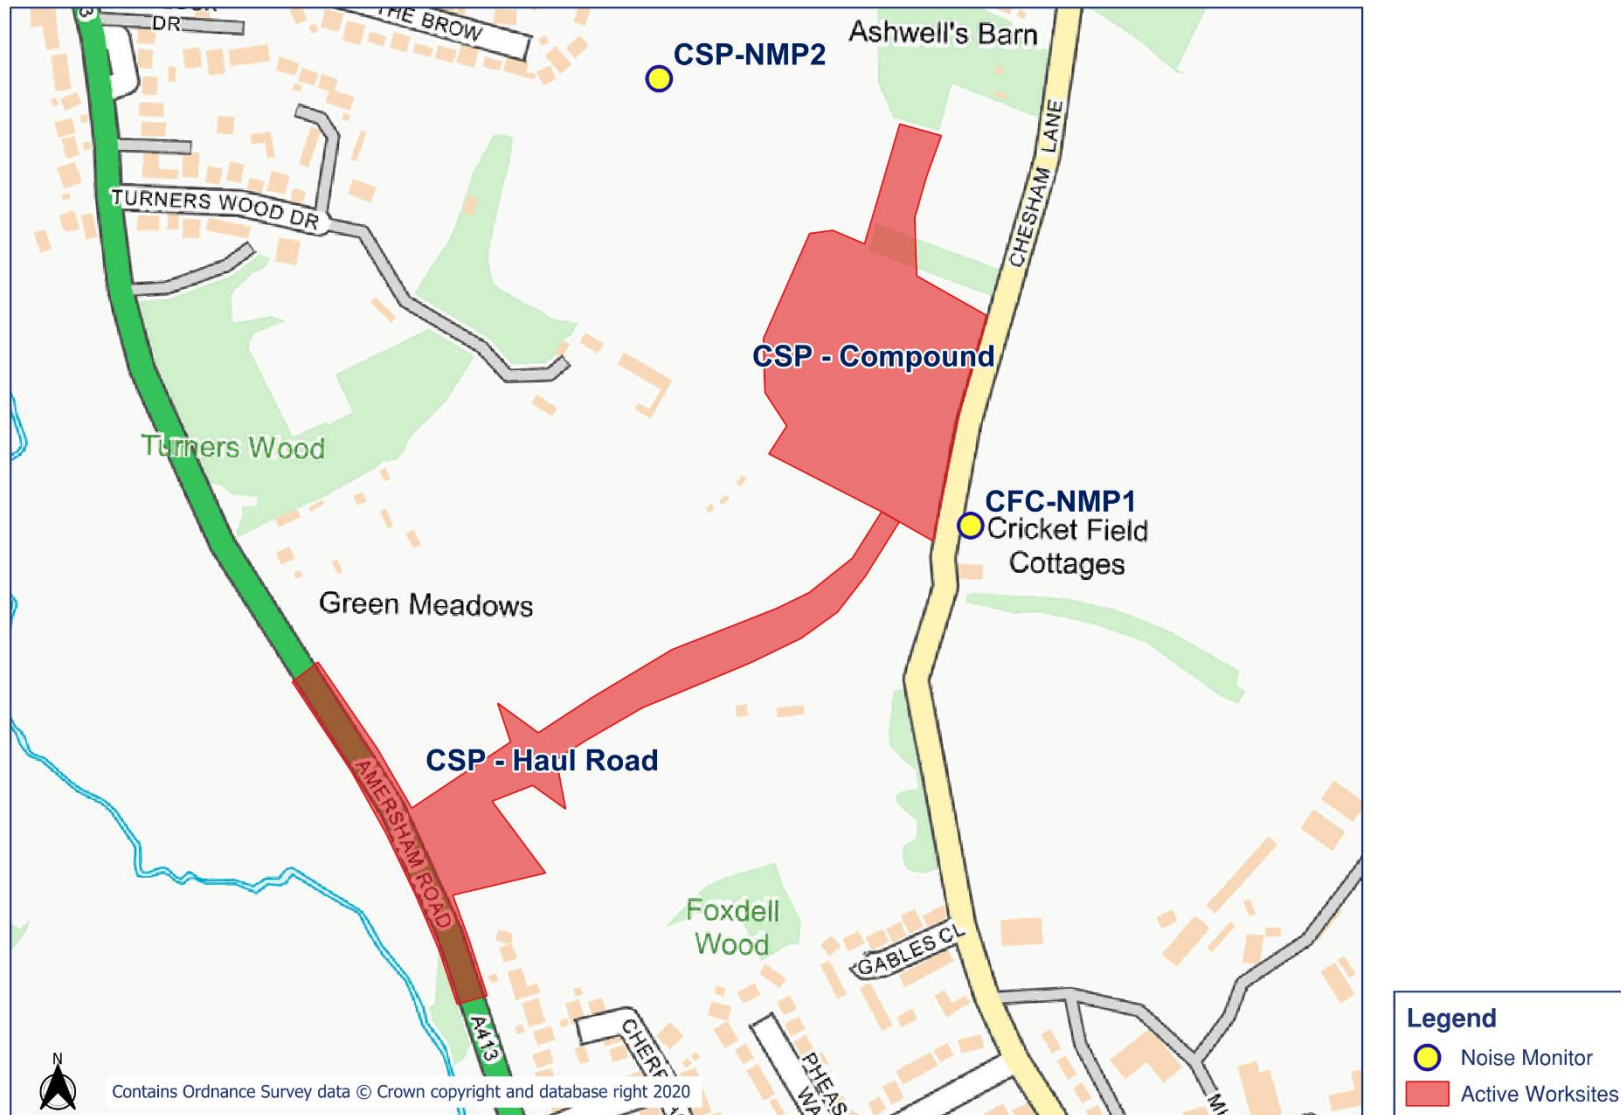 DR
THE BROW
Ashwell's Barn
CSP-NMP2
CHESHAM LANE
TURNERS WOOD DR
CSP - Compound
Turners Wood
CFC-NMP1
Cricket Field
Cottages
Green Meadows
CSP - Haul Road
AMERSHAM ROAD
Foxdell
Wood
GABLES CL
A413
N
Contains Ordnance Survey data © Crown copyright and database right 2020
Legend
Noise Monitor
Active Worksites